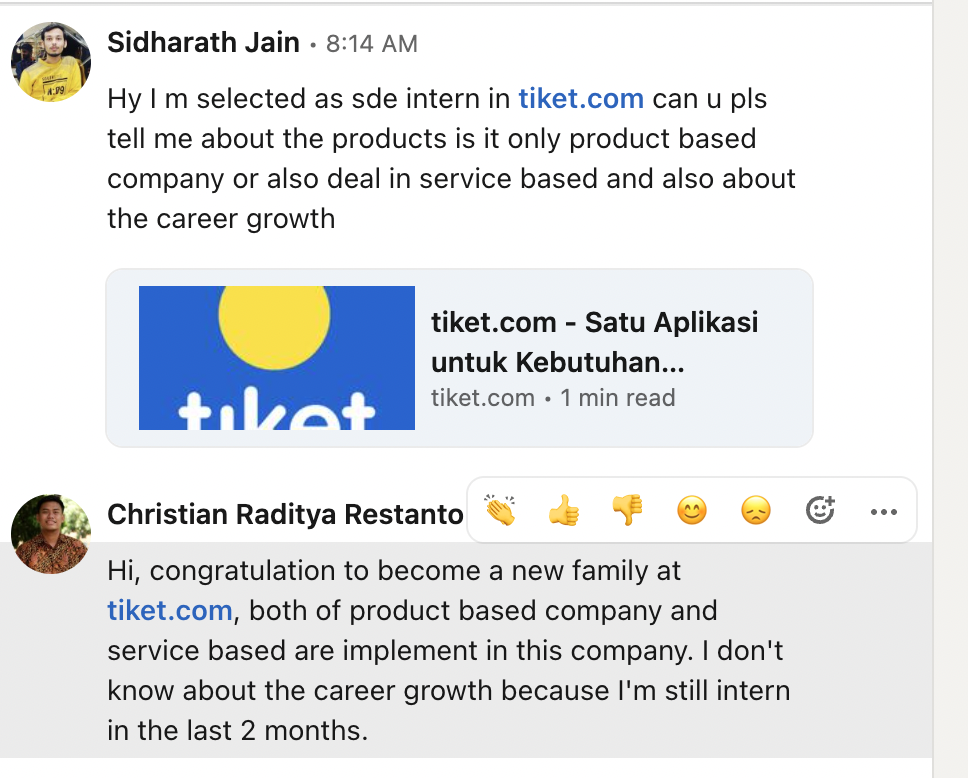 Sidharath Jain • 8:14 AM
Hy I m selected as sde intern in tiket.com can u pls
tell me about the products is it only product based
company or also deal in service based and also about
the career growth
tiket
tiket.com - Satu Aplikasi
untuk Kebutuhan...
tiket.com • 1 min read
Christian Raditya Restanto
Hi, congratulation to become a new family at
tiket.com, both of product based company and
service based are implement in this company. I don't
know about the career growth because I'm still intern
in the last 2 months.